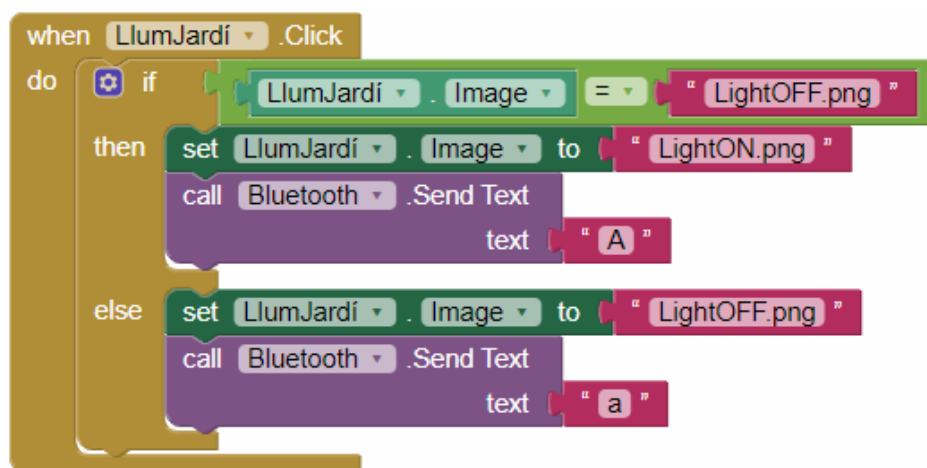 when LlumJardí .Click
do if LlumJardí . Image = " LightOFF.png "
then set LlumJardí . Image to " LightON.png "
call Bluetooth .Send Text
text " A "
else set LlumJardí . Image to " LightOFF.png "
call Bluetooth .Send Text
text " a "